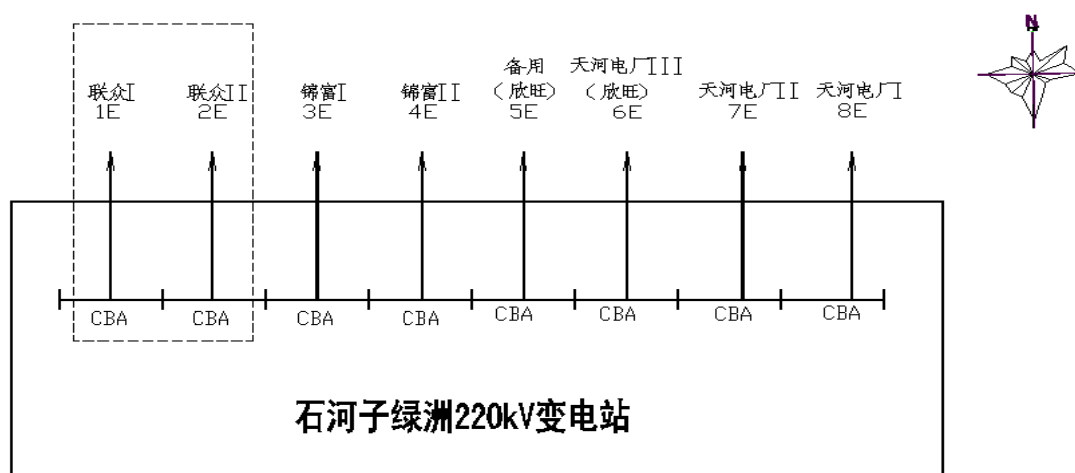 N
备用 天河电厂III
联众I 联众II 锦富I 锦富II （欣旺） （欣旺） 天河电厂II 天河电厂I
1E 2E 3E 4E 5E 6E 7E 8E
CBA CBA CBA CBA CBA CBA CBA CBA
石河子绿洲220kV变电站